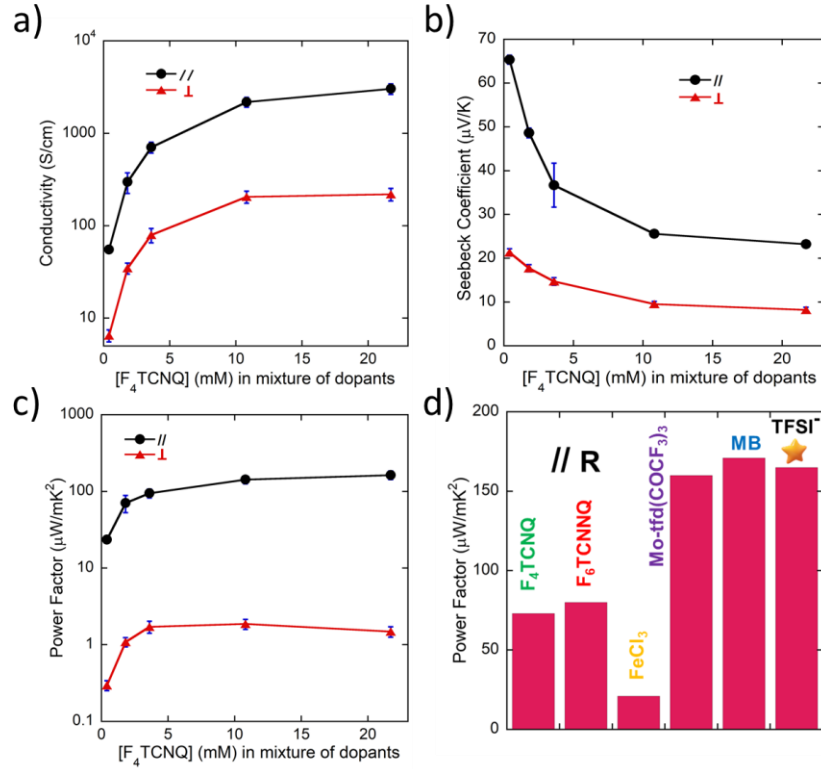 a)
Conductivity (S/cm)
10⁴
1000
100
10
//
⊥
0
5
10
15
20
[F₄TCNQ] (mM) in mixture of dopants
b)
Seebeck Coefficient (μV/K)
70
60
50
40
30
20
10
0
//
⊥
0
5
10
15
20
[F₄TCNQ] (mM) in mixture of dopants
c)
Power Factor (μW/mK²)
1000
100
10
1
0.1
//
⊥
0
5
10
15
20
[F₄TCNQ] (mM) in mixture of dopants
d)
Power Factor (μW/mK²)
200
150
100
50
0
// R
F₄TCNQ
F₆TCNNQ
FeCl₃
Mo-tfd(COCF₃)₃
MB
TFSI⁻